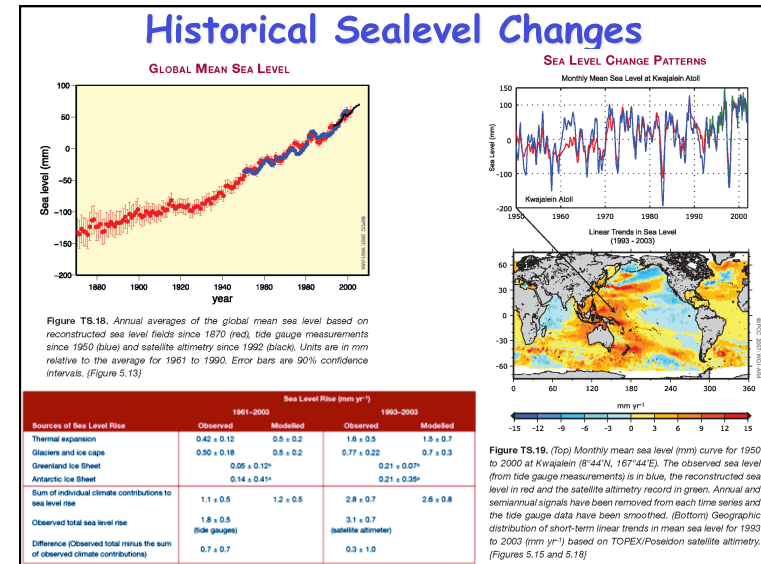 Historical Sealevel Changes
GLOBAL MEAN SEA LEVEL
100
50
0
−50
−100
−150
−200
Sea level (mm)
1880 1900 1920 1940 1960 1980 2000
year
©IPCC 2007: WG1-AR4
Figure TS.18. Annual averages of the global mean sea level based on
reconstructed sea level fields since 1870 (red), tide gauge measurements
since 1950 (blue) and satellite altimetry since 1992 (black). Units are in mm
relative to the average for 1961 to 1990. Error bars are 90% confidence
intervals. {Figure 5.13}
SEA LEVEL CHANGE PATTERNS
Monthly Mean Sea Level at Kwajalein Atoll
150
100
0
-100
-200
Sea Level (mm)
Kwajalein Atoll
1950 1960 1970 1980 1990 2000
Linear Trends in Sea Level
(1993 - 2003)
60
30
0
-30
-60
0 60 120 180 240 300 360
©IPCC 2007: WG1-AR4
mm yr⁻¹
-15 -12 -9 -6 -3 0 3 6 9 12 15
Figure TS.19. (Top) Monthly mean sea level (mm) curve for 1950
to 2000 at Kwajalein (8°44'N, 167°44'E). The observed sea level
(from tide gauge measurements) is in blue, the reconstructed sea
level in red and the satellite altimetry record in green. Annual and
semiannual signals have been removed from each time series and
the tide gauge data have been smoothed. (Bottom) Geographic
distribution of short-term linear trends in mean sea level for 1993
to 2003 (mm yr⁻¹) based on TOPEX/Poseidon satellite altimetry.
{Figures 5.15 and 5.18}
Sea Level Rise (mm yr⁻¹)
1961–2003 1993–2003
Sources of Sea Level Rise Observed Modelled Observed Modelled
Thermal expansion 0.42 ± 0.12 0.5 ± 0.2 1.6 ± 0.5 1.5 ± 0.7
Glaciers and ice caps 0.50 ± 0.18 0.5 ± 0.2 0.77 ± 0.22 0.7 ± 0.3
Greenland Ice Sheet 0.05 ± 0.12ᵃ 0.21 ± 0.07ᵃ
Antarctic Ice Sheet 0.14 ± 0.41ᵃ 0.21 ± 0.35ᵃ
Sum of individual climate contributions to
sea level rise 1.1 ± 0.5 1.2 ± 0.5 2.8 ± 0.7 2.6 ± 0.8
Observed total sea level rise 1.8 ± 0.5 3.1 ± 0.7
(tide gauges) (satellite altimeter)
Difference (Observed total minus the sum
of observed climate contributions) 0.7 ± 0.7 0.3 ± 1.0